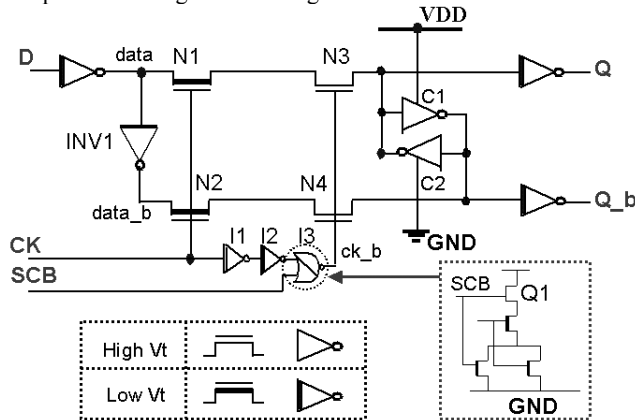 VDD
D
data
N1
N3
Q
C1
INV1
N2
N4
C2
data_b
Q_b
I1
I2
I3
CK
ck_b
GND
SCB
SCB
Q1
High Vt
Low Vt
GND